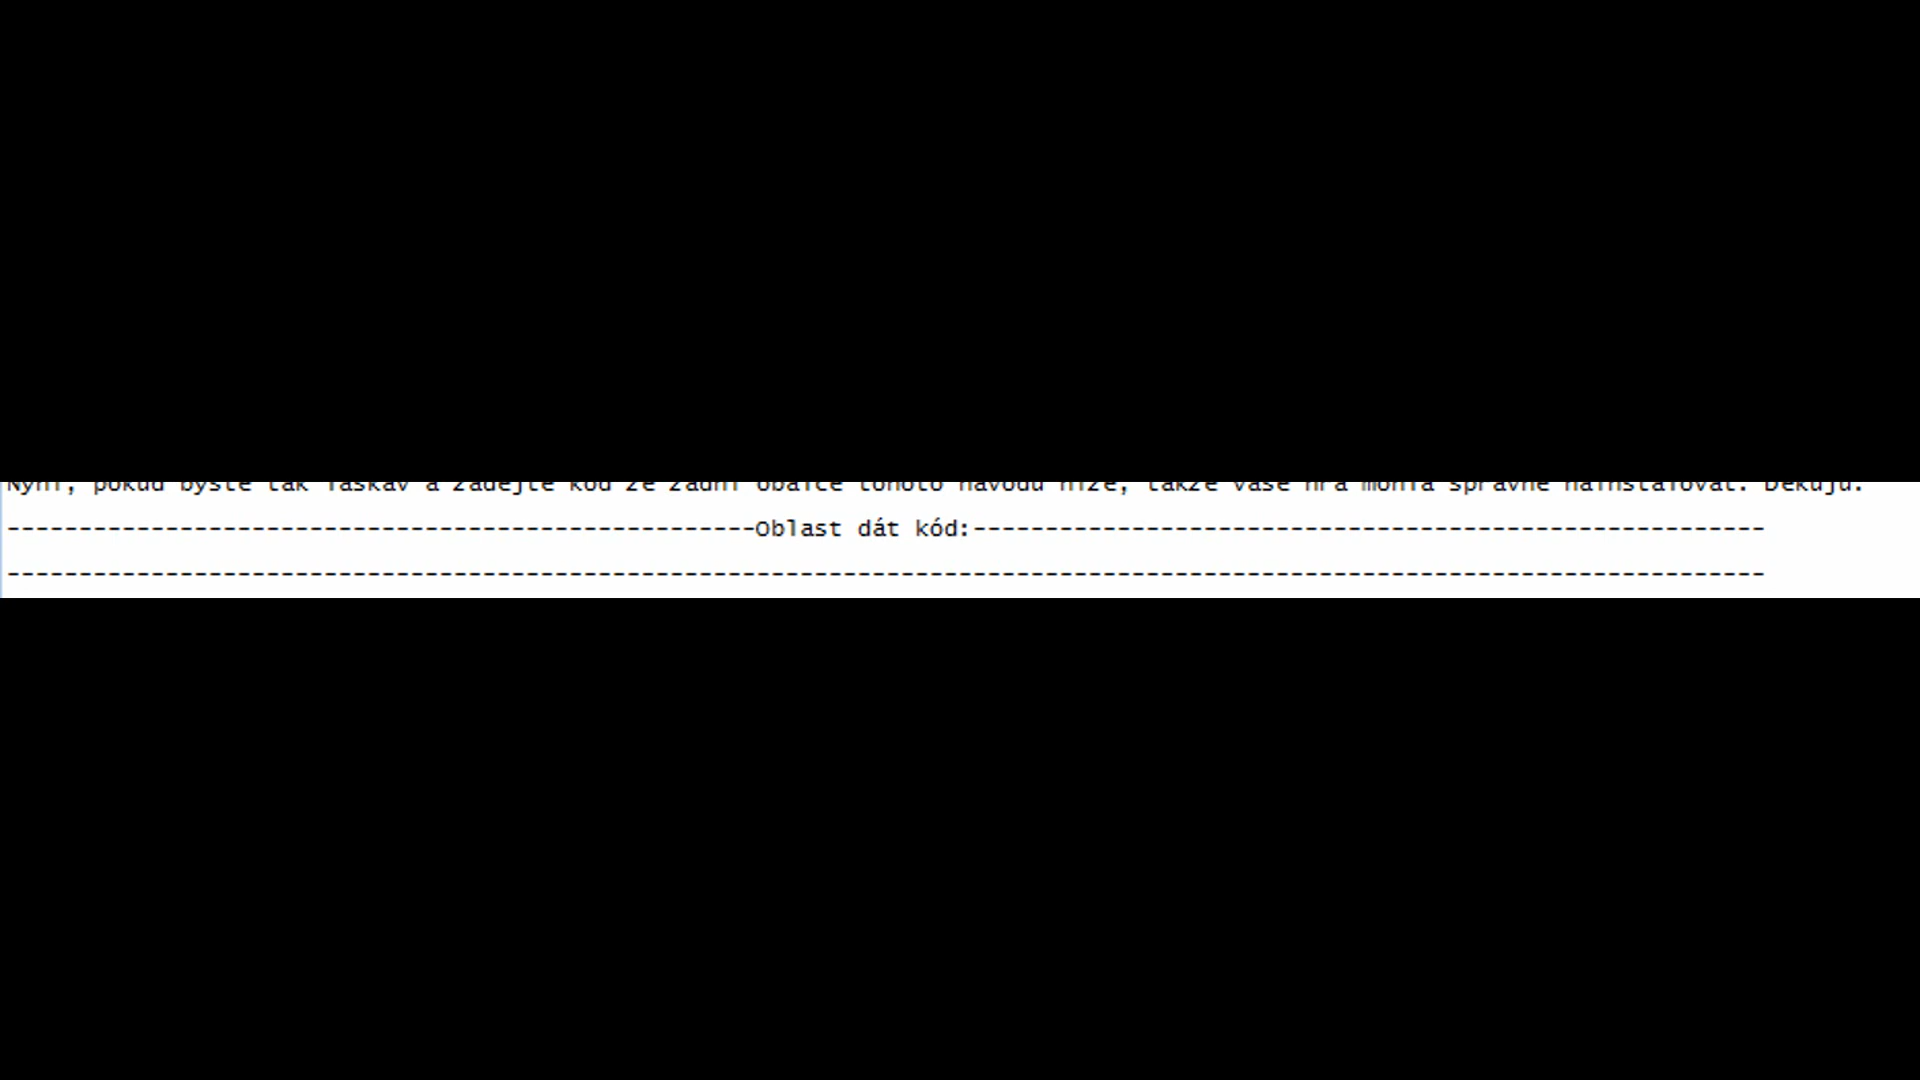 Nyní, pokud byste tak laskav a zadejte kód ze zadní obálce tohoto návodu níže, takže vaše hra mohla správně nainstalovat. Děkuju.
----------------------------------------------------Oblast dát kód:-------------------------------------------------------
--------------------------------------------------------------------------------------------------------------------------